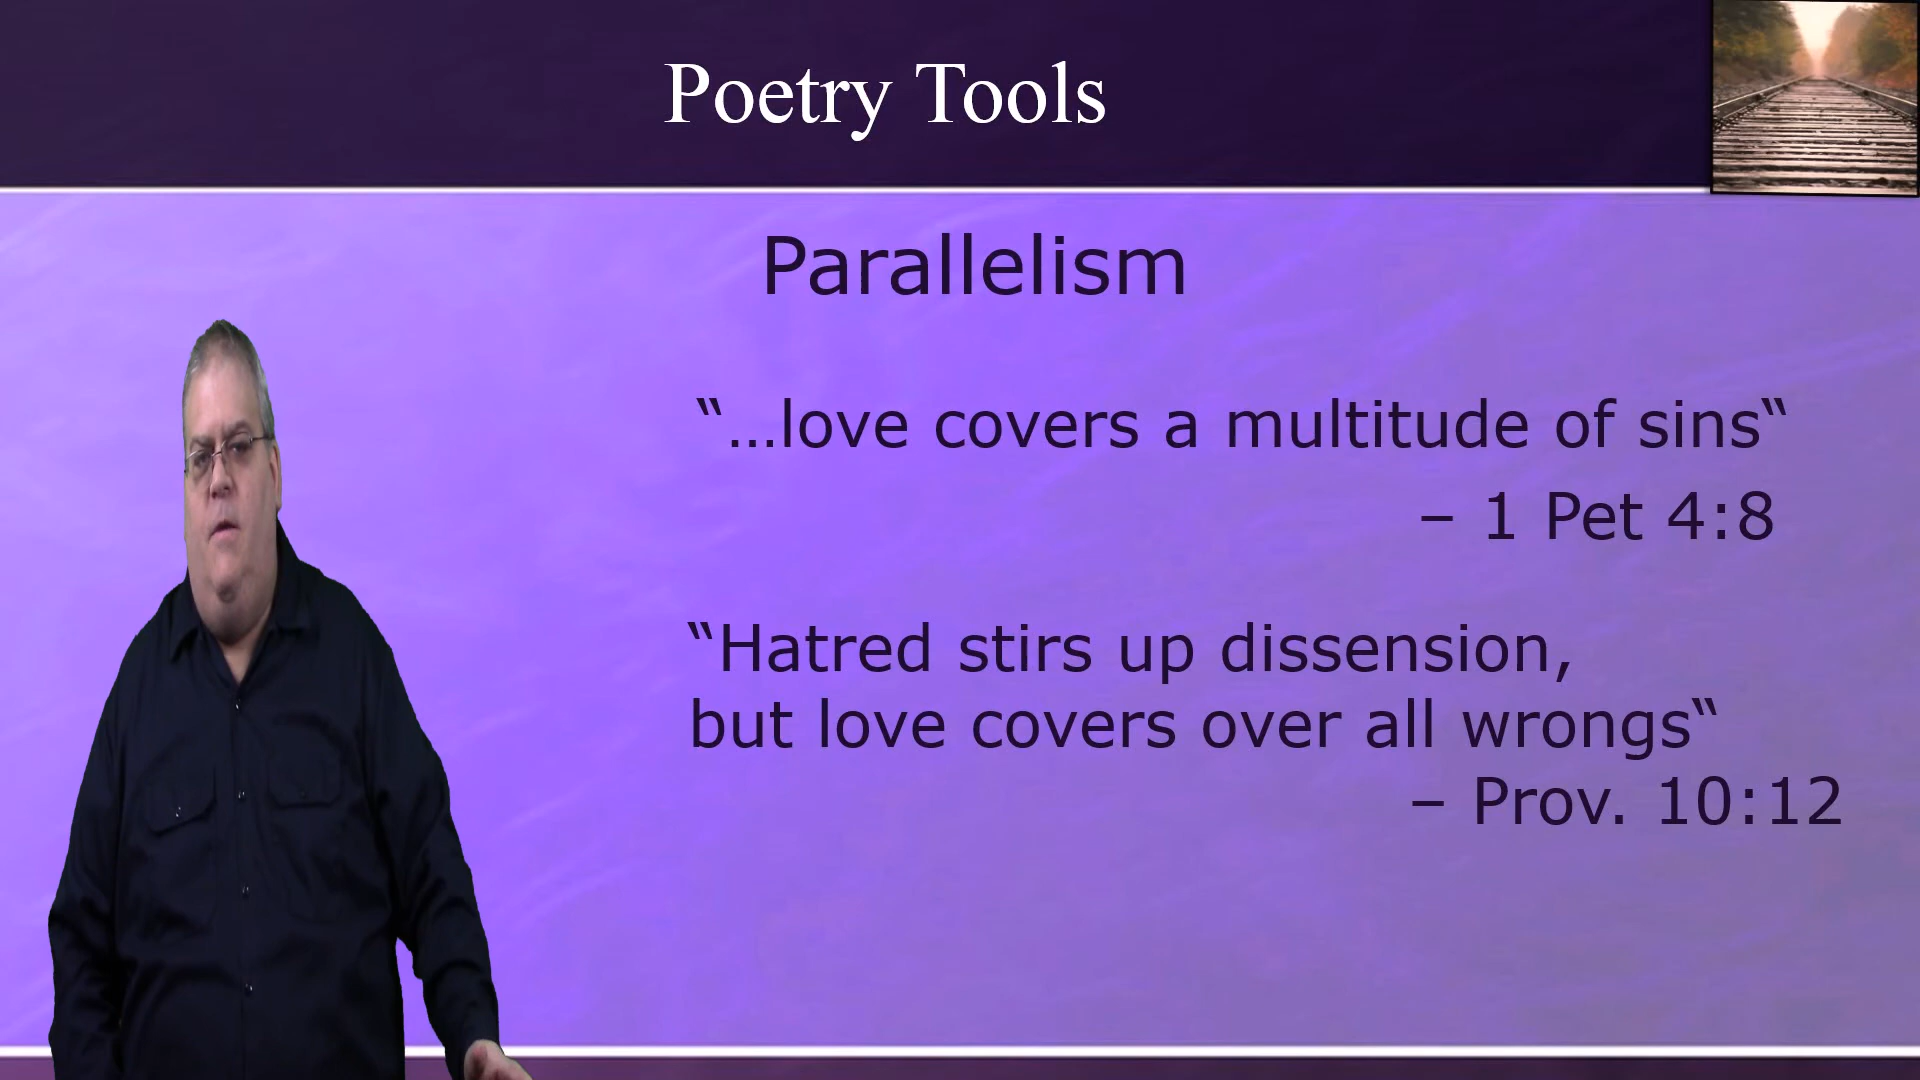 Poetry Tools
Parallelism
“…love covers a multitude of sins“
– 1 Pet 4:8
“Hatred stirs up dissension,
but love covers over all wrongs“
– Prov. 10:12